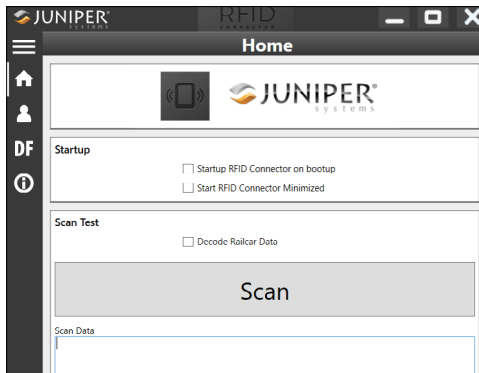 JUNIPER®
systems
RFID
CONNECTOR
Home
JUNIPER®
systems
DF
Startup
Startup RFID Connector on bootup
Start RFID Connector Minimized
Scan Test
Decode Railcar Data
Scan
Scan Data